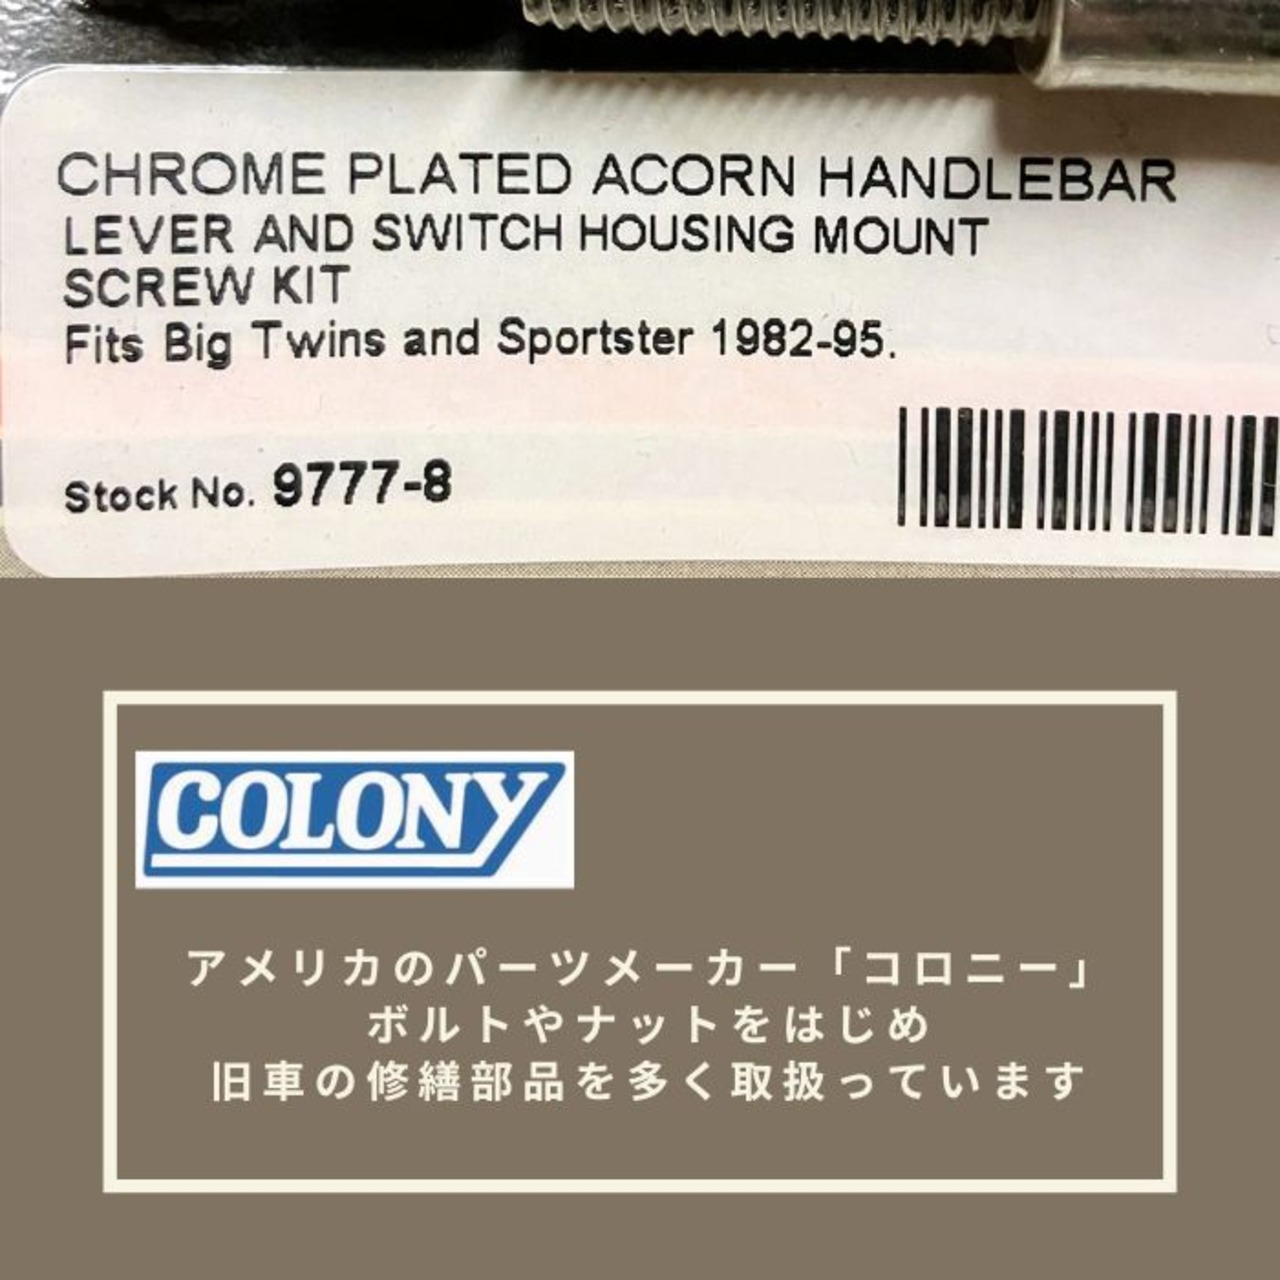 CHROME PLATED ACORN HANDLEBAR
LEVER AND SWITCH HOUSING MOUNT
SCREW KIT
Fits Big Twins and Sportster 1982-95.
Stock No. 9777-8
COLONY
アメリカのパーツメーカー「コロニー」
ボルトやナットをはじめ
旧車の修繕部品を多く取扱っています